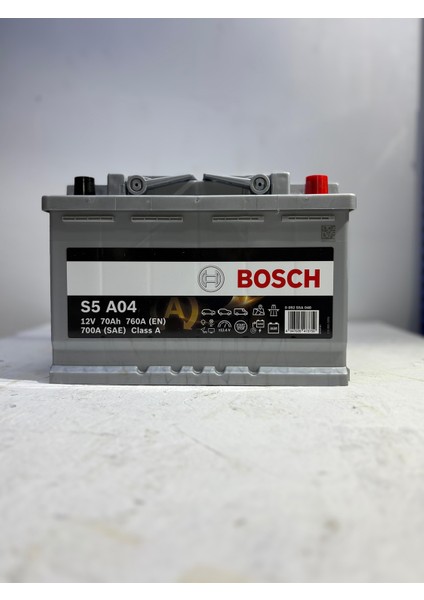 BOSCH
S5 A04
12V 70Ah 760A (EN)
700A (SAE) Class A